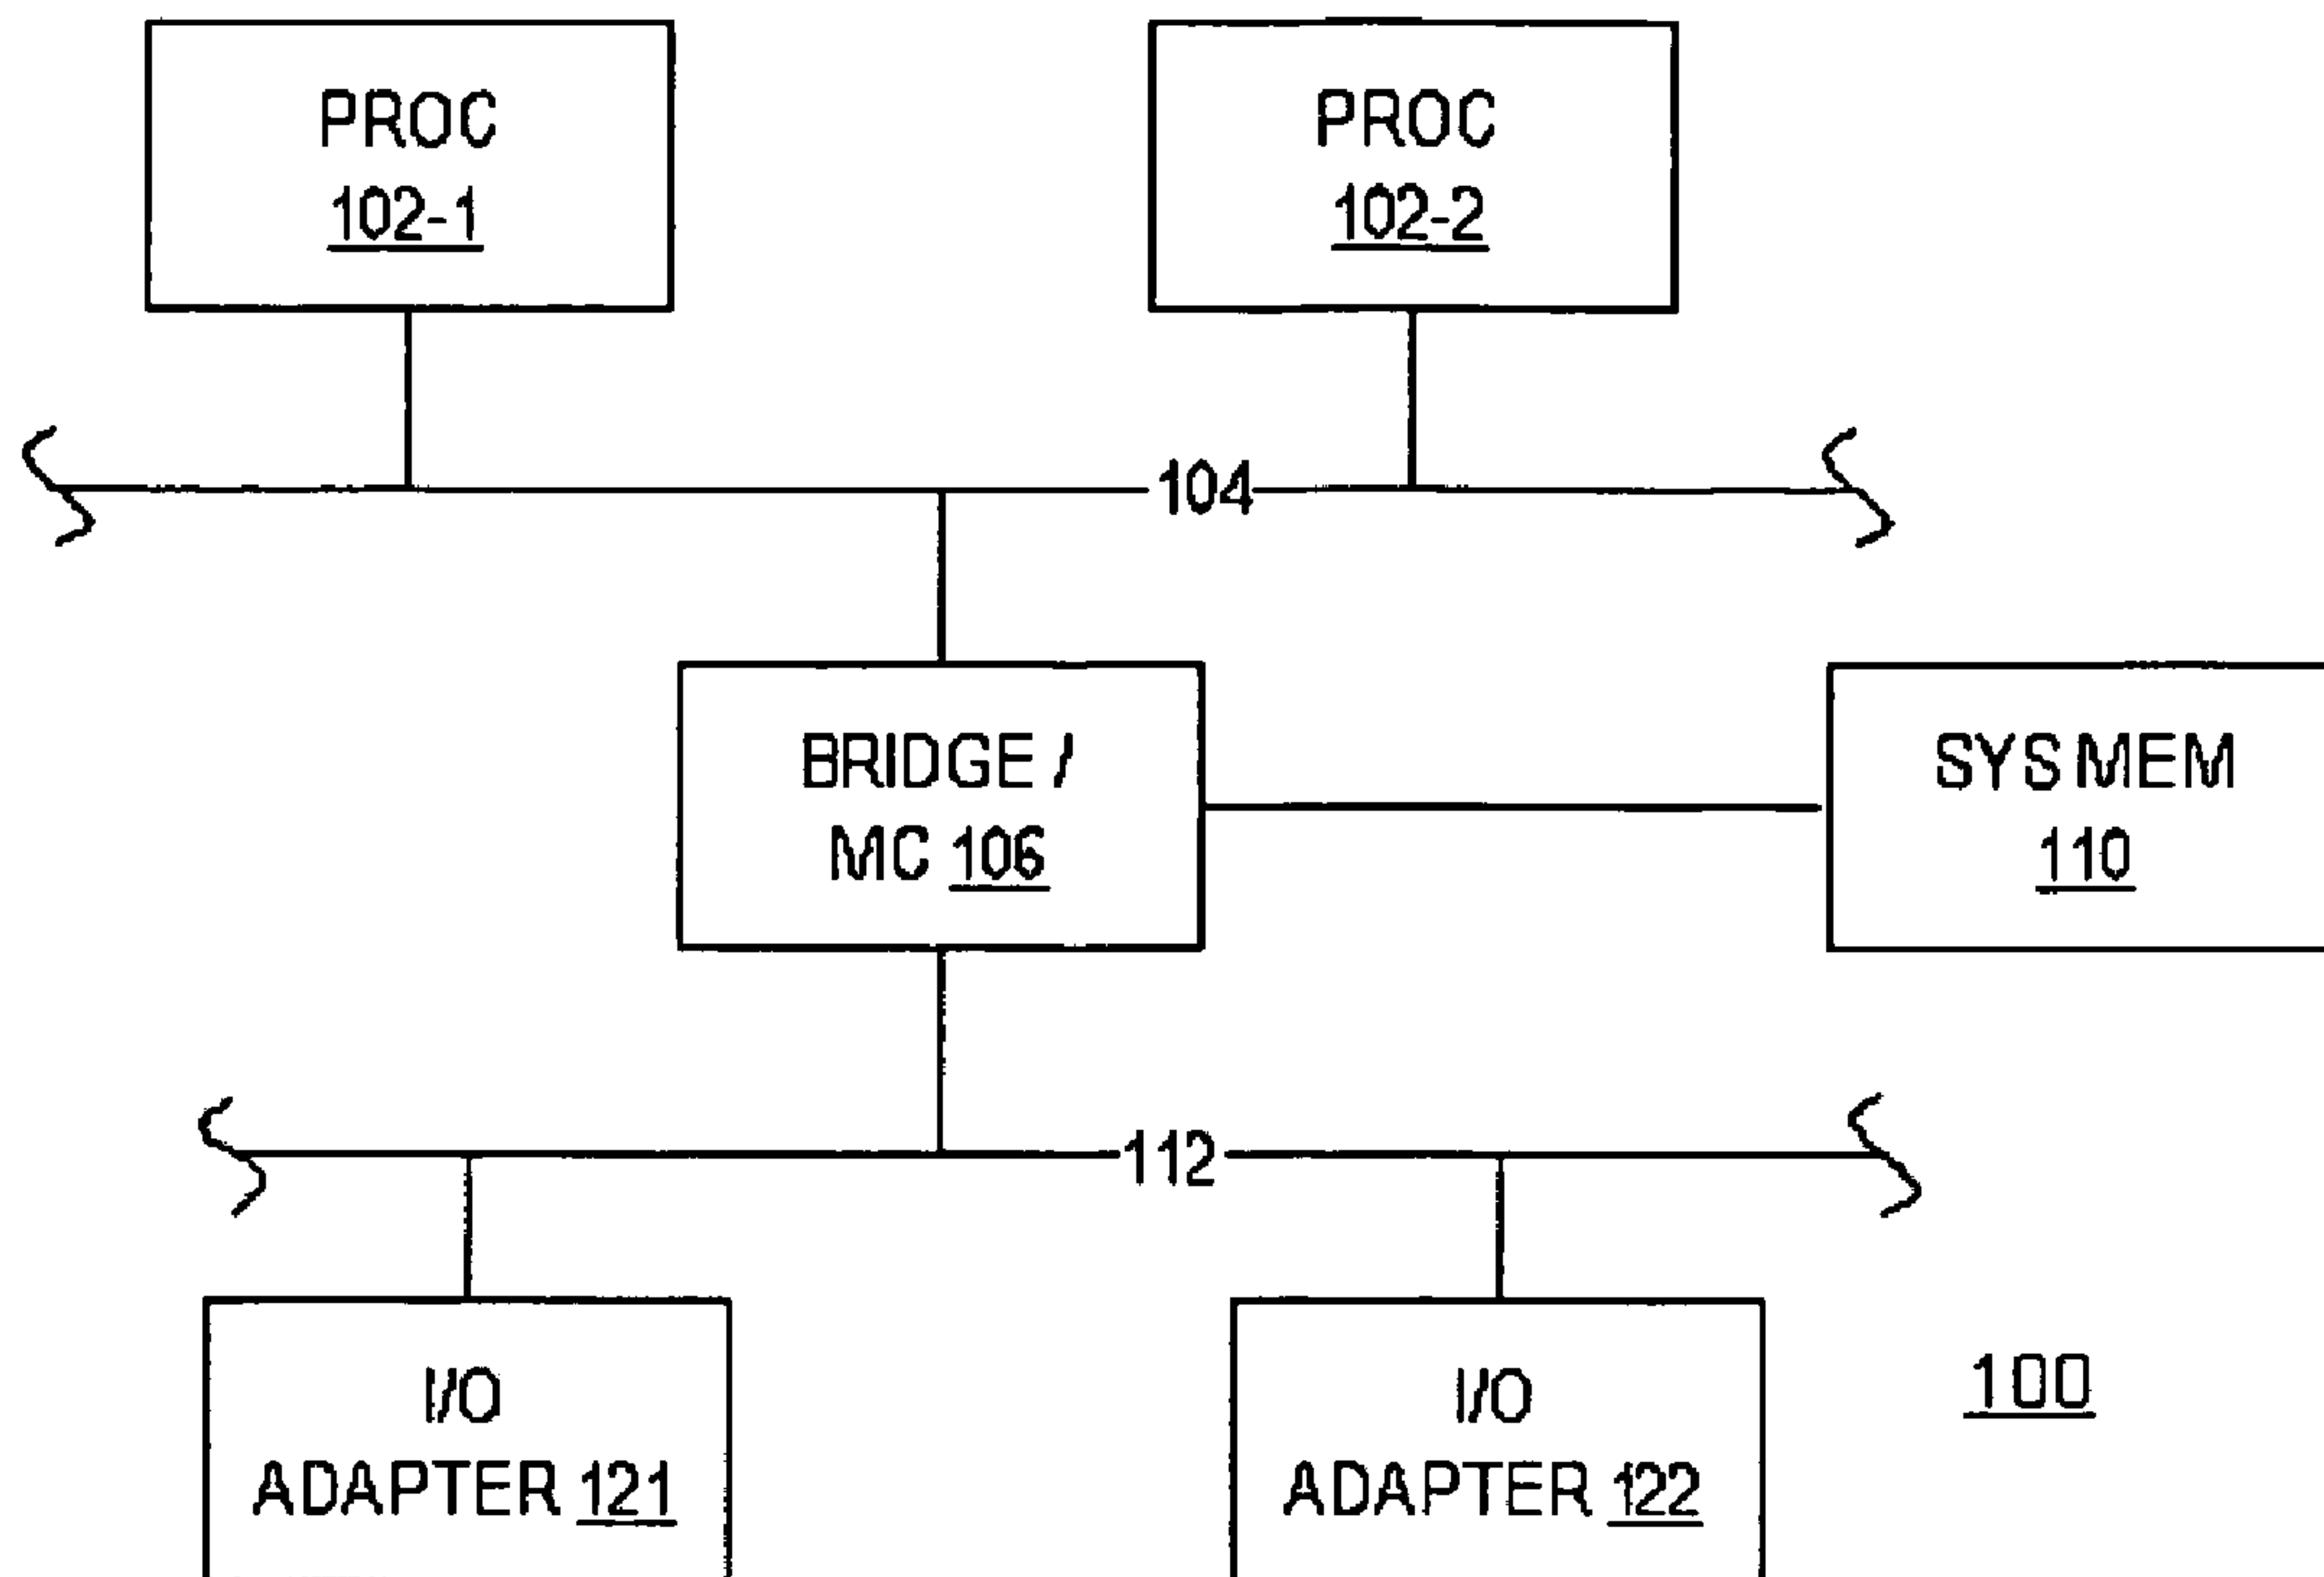 PROC
102-1
PROC
102-2
104
BRIDGE /
MC 106
SYS MEM
110
112
I/O
ADAPTER 121
I/O
ADAPTER 122
100